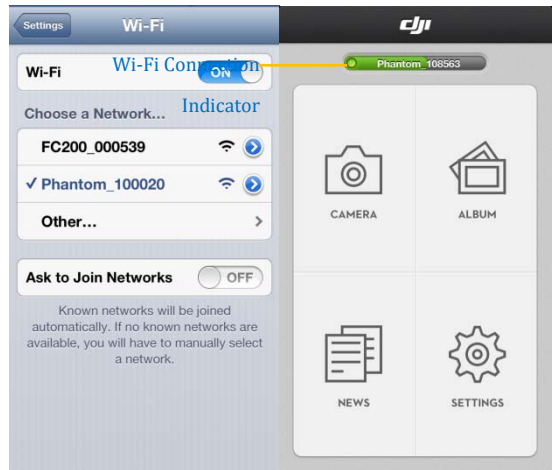 Settings
Wi-Fi
Wi-Fi
ON
Choose a Network...
FC200_000539
✓ Phantom_100020
Other...
Ask to Join Networks
OFF
Known networks will be joined
automatically. If no known networks are
available, you will have to manually select
a network.
Wi-Fi Connection
Indicator
dji
Phantom_108563
CAMERA
ALBUM
NEWS
SETTINGS